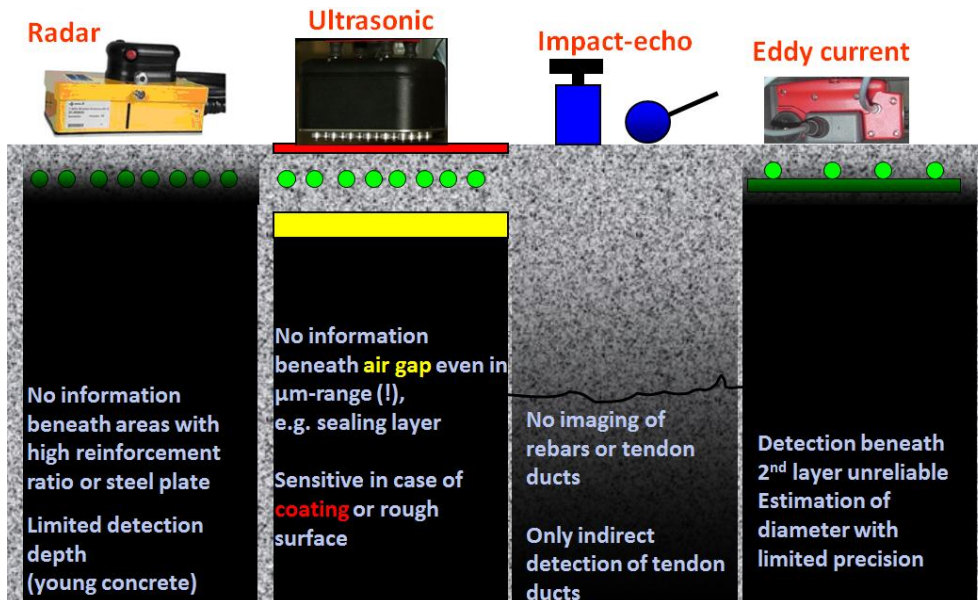 Radar
Ultrasonic
Impact-echo
Eddy current
No information
beneath areas with
high reinforcement
ratio or steel plate
Limited detection
depth
(young concrete)
No information
beneath air gap even in
µm-range (!),
e.g. sealing layer
Sensitive in case of
coating or rough
surface
No imaging of
rebars or tendon
ducts
Only indirect
detection of tendon
ducts
Detection beneath
2nd layer unreliable
Estimation of
diameter with
limited precision